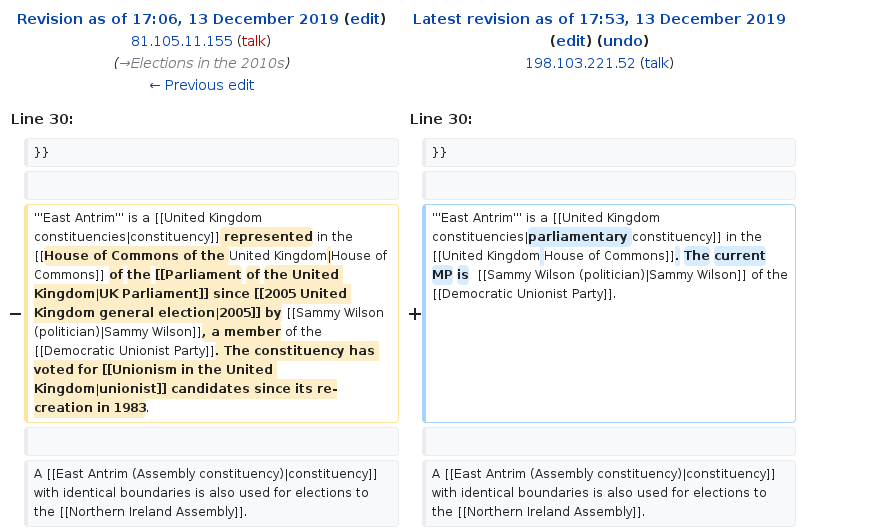 Revision as of 17:06, 13 December 2019 (edit)
81.105.11.155 (talk)
(→Elections in the 2010s)
← Previous edit
Latest revision as of 17:53, 13 December 2019
(edit) (undo)
198.103.221.52 (talk)
Line 30:
Line 30:
}}
}}
−
'''East Antrim''' is a [[United Kingdom
constituencies|constituency]] represented in the
[[House of Commons of the United Kingdom|House of
Commons]] of the [[Parliament of the United
Kingdom|UK Parliament]] since [[2005 United
Kingdom general election|2005]] by [[Sammy Wilson
(politician)|Sammy Wilson]], a member of the
[[Democratic Unionist Party]]. The constituency has
voted for [[Unionism in the United
Kingdom|unionist]] candidates since its re-
creation in 1983.
+
'''East Antrim''' is a [[United Kingdom
constituencies|parliamentary constituency]] in the
[[United Kingdom House of Commons]]. The current
MP is  [[Sammy Wilson (politician)|Sammy Wilson]] of the
[[Democratic Unionist Party]].
A [[East Antrim (Assembly constituency)|constituency]]
with identical boundaries is also used for elections to
the [[Northern Ireland Assembly]].
A [[East Antrim (Assembly constituency)|constituency]]
with identical boundaries is also used for elections to
the [[Northern Ireland Assembly]].